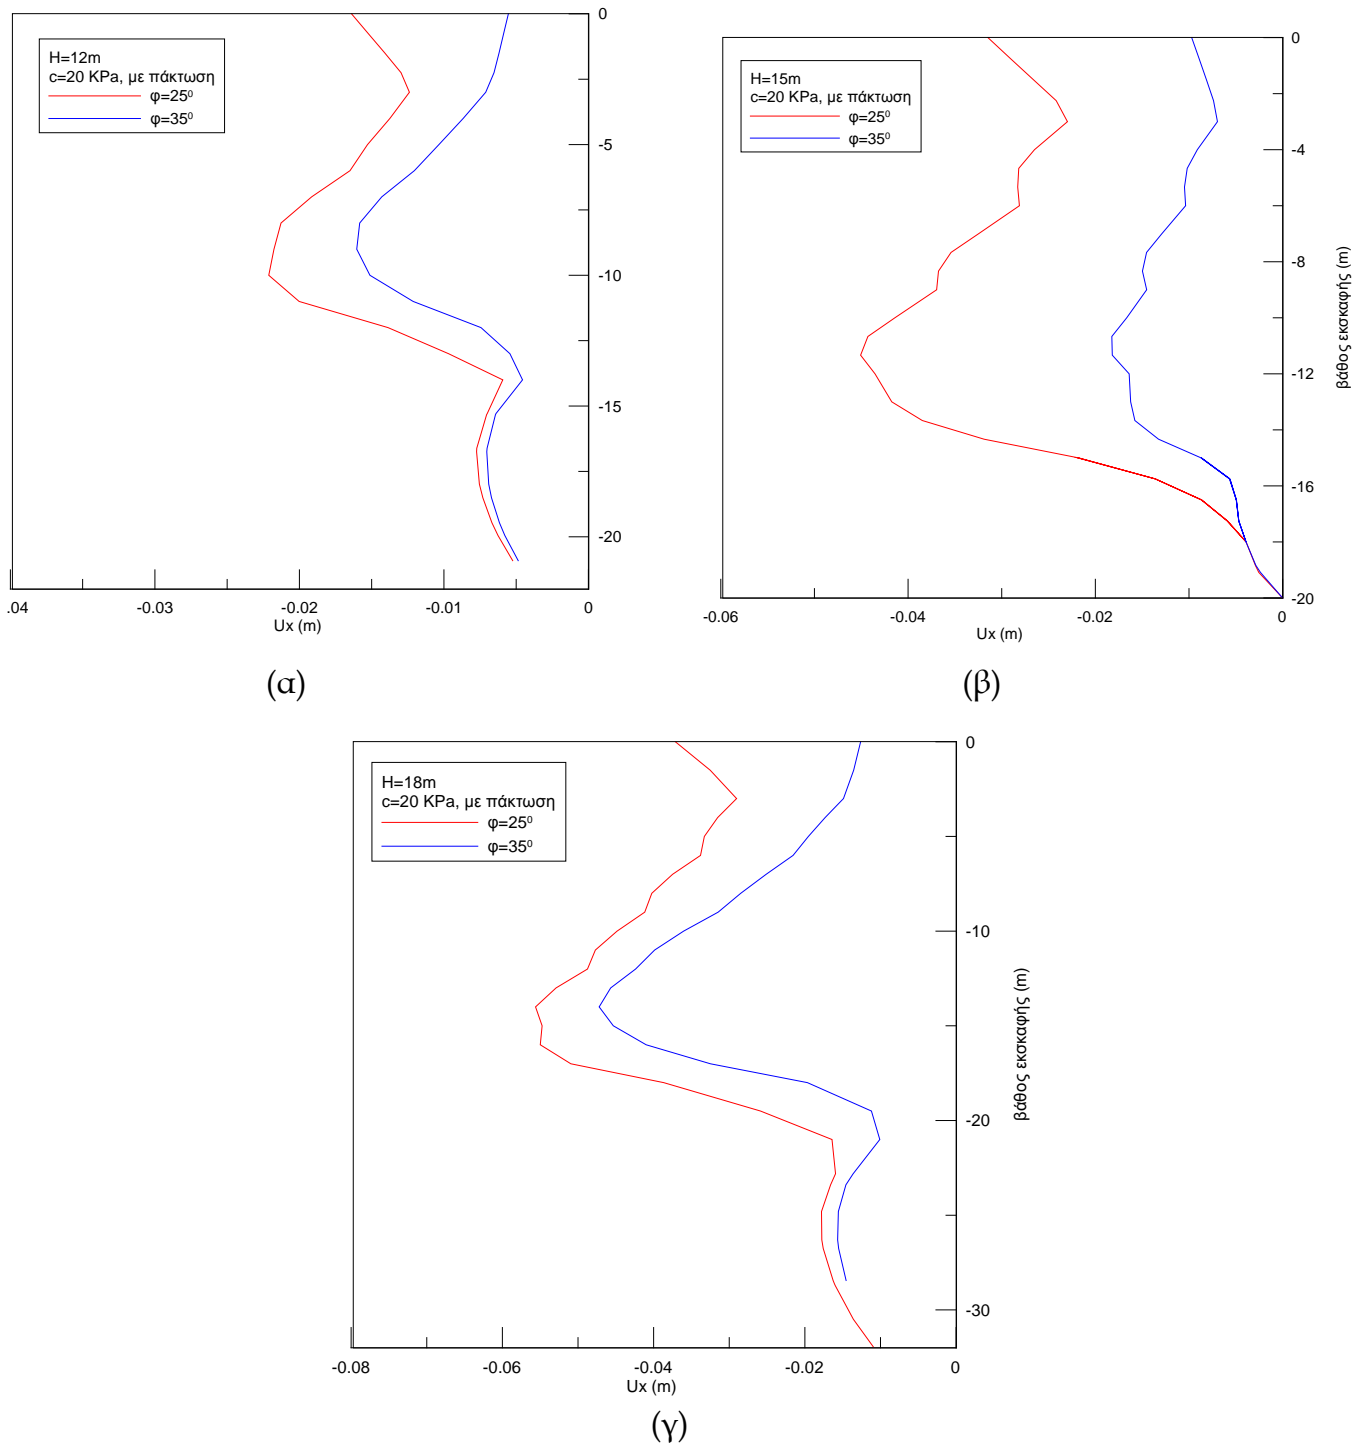 H=12m
c=20 KPa, με πάκτωση
φ=25⁰
φ=35⁰
0
-5
-10
-15
-20
.04
-0.03
-0.02
-0.01
0
Ux (m)
(α)
H=15m
c=20 KPa, με πάκτωση
φ=25⁰
φ=35⁰
0
-4
-8
-12
-16
-20
βάθος εκσκαφής (m)
-0.06
-0.04
-0.02
0
Ux (m)
(β)
H=18m
c=20 KPa, με πάκτωση
φ=25⁰
φ=35⁰
0
-10
-20
-30
βάθος εκσκαφής (m)
-0.08
-0.06
-0.04
-0.02
0
Ux (m)
(γ)